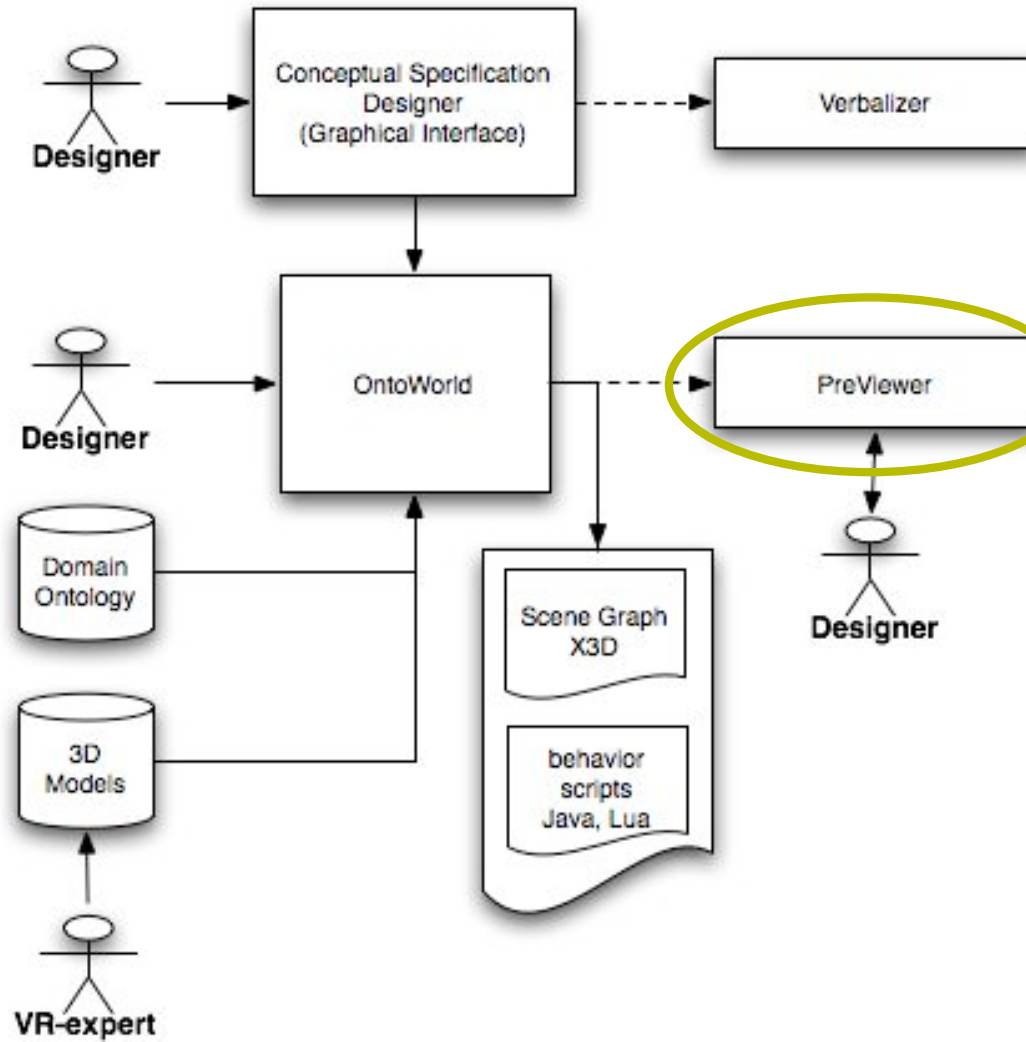 Conceptual Specification
Designer
(Graphical Interface)
Verbalizer
Designer
OntoWorld
PreViewer
Designer
Domain
Ontology
Scene Graph
X3D
Designer
3D
Models
behavior
scripts
Java, Lua
VR-expert